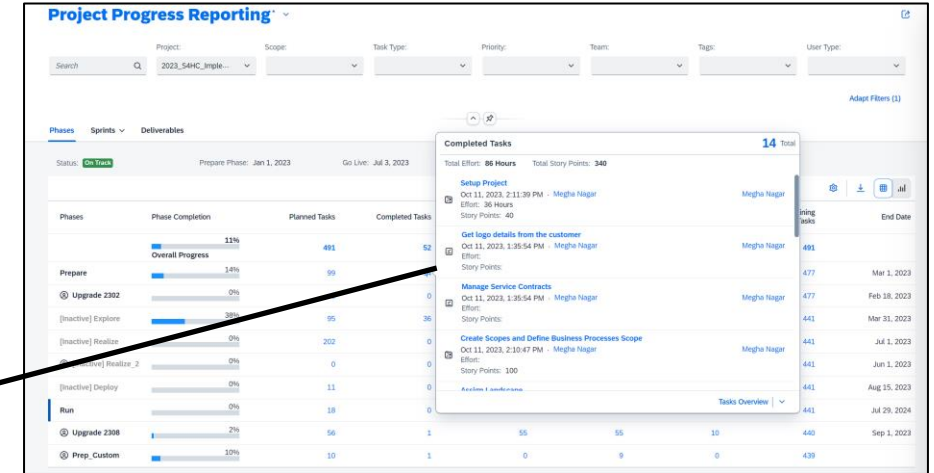 Project Progress Reporting*
Project: Scope: Task Type: Priority: Team: Tags: User Type:
Search 2023_S4HC_Imple...
Adapt Filters (1)
Phases Sprints Deliverables
Status: On Track Prepare Phase: Jan 1, 2023 Go Live: Jul 3, 2023
Completed Tasks 14 Total
Total Effort: 86 Hours Total Story Points: 340
Setup Project
Oct 11, 2023, 2:11:39 PM - Megha Nagar Megha Nagar
Effort: 36 Hours
Story Points: 40
Get logo details from the customer
Oct 11, 2023, 1:35:54 PM - Megha Nagar Megha Nagar
Effort:
Story Points:
Manage Service Contracts
Oct 11, 2023, 1:35:54 PM - Megha Nagar Megha Nagar
Effort:
Story Points:
Create Scopes and Define Business Processes Scope
Oct 11, 2023, 2:10:47 PM - Megha Nagar Megha Nagar
Effort:
Story Points: 100
Assign Landscape
Tasks Overview
Phases Phase Completion Planned Tasks Completed Tasks End Date
11% 491 52 491
Overall Progress
Prepare 14% 99 477 Mar 1, 2023
Upgrade 2302 0% 0 477 Feb 18, 2023
[Inactive] Explore 38% 95 36 441 Mar 31, 2023
[Inactive] Realize 0% 202 0 441 Jul 1, 2023
Realize_2 0% 0 0 441 Jun 1, 2023
[Inactive] Deploy 0% 11 0 441 Aug 15, 2023
Run 0% 18 0 441 Jul 29, 2024
Upgrade 2308 2% 56 1 55 55 10 440 Sep 1, 2023
Prep_Custom 10% 10 1 0 9 0 439